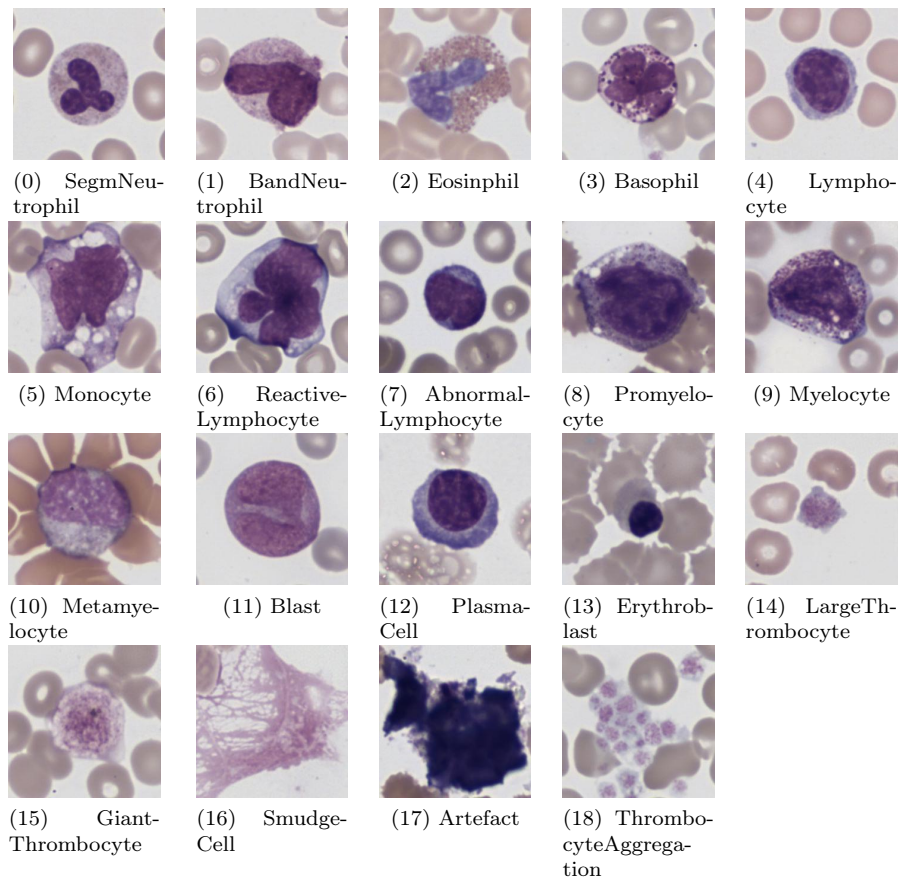 (0) SegmNeu-
trophil
(1) BandNeu-
trophil
(2) Eosinphil
(3) Basophil
(4) Lympho-
cyte
(5) Monocyte
(6) Reactive-
Lymphocyte
(7) Abnormal-
Lymphocyte
(8) Promyelo-
cyte
(9) Myelocyte
(10) Metamye-
locyte
(11) Blast
(12) Plasma-
Cell
(13) Erythrob-
last
(14) LargeTh-
rombocyte
(15) Giant-
Thrombocyte
(16) Smudge-
Cell
(17) Artefact
(18) Thrombo-
cyteAggrega-
tion